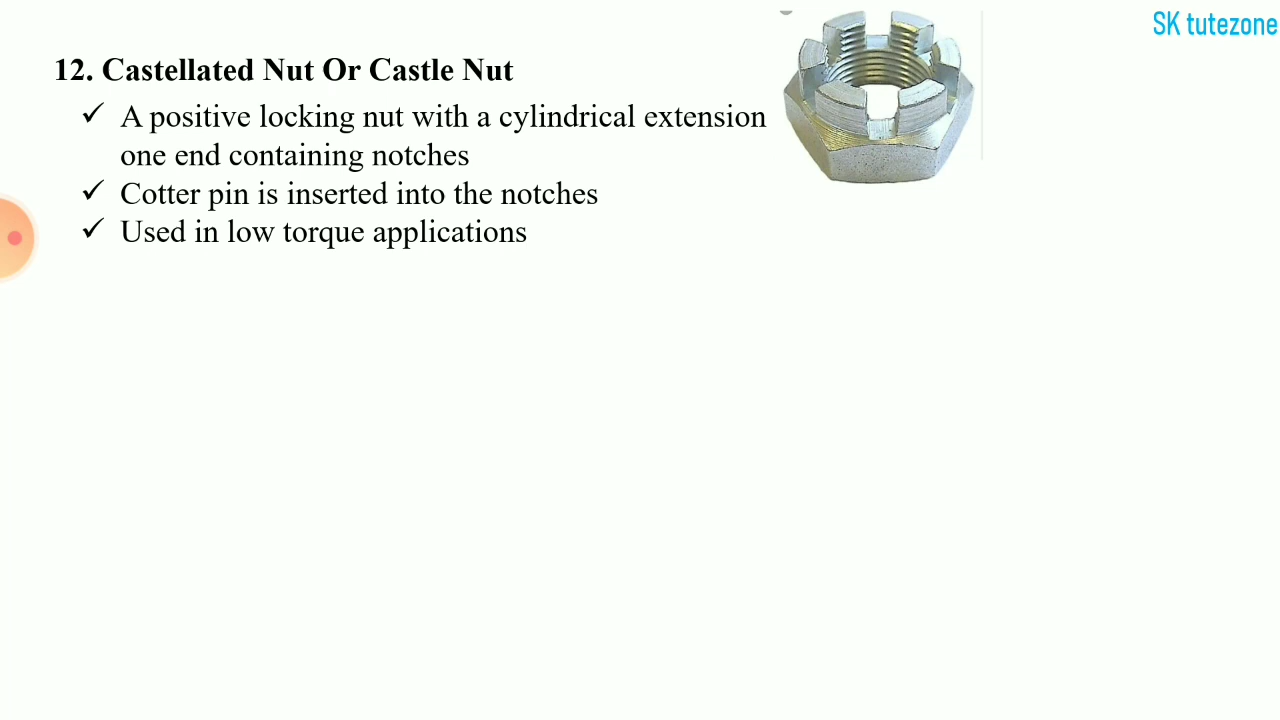 SK tutezone
12. Castellated Nut Or Castle Nut
✓ A positive locking nut with a cylindrical extension
one end containing notches
✓ Cotter pin is inserted into the notches
✓ Used in low torque applications